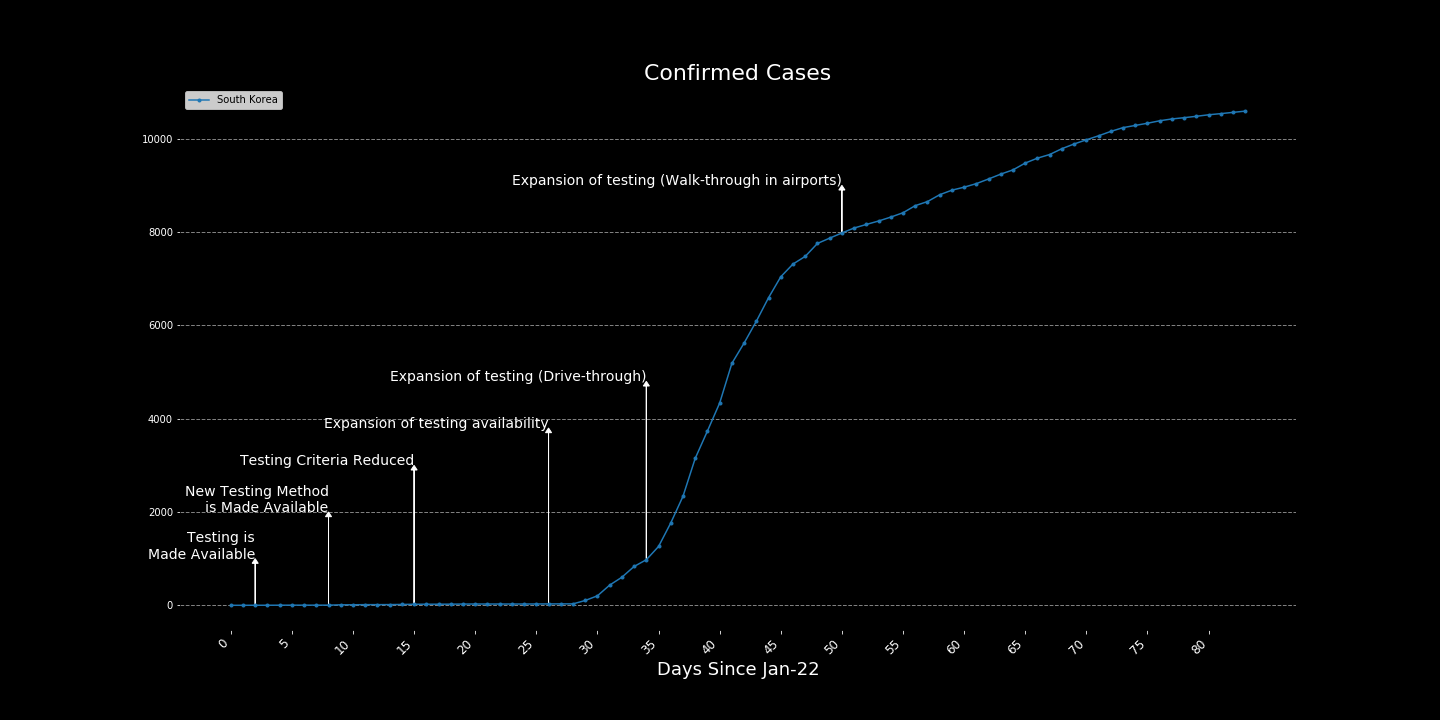 Confirmed Cases
South Korea
10000
Expansion of testing (Walk-through in airports)
8000
6000
Expansion of testing (Drive-through)
4000
Expansion of testing availability
Testing Criteria Reduced
New Testing Method
is Made Available
2000
Testing is
Made Available
0
0 5 10 15 20 25 30 35 40 45 50 55 60 65 70 75 80
Days Since Jan-22